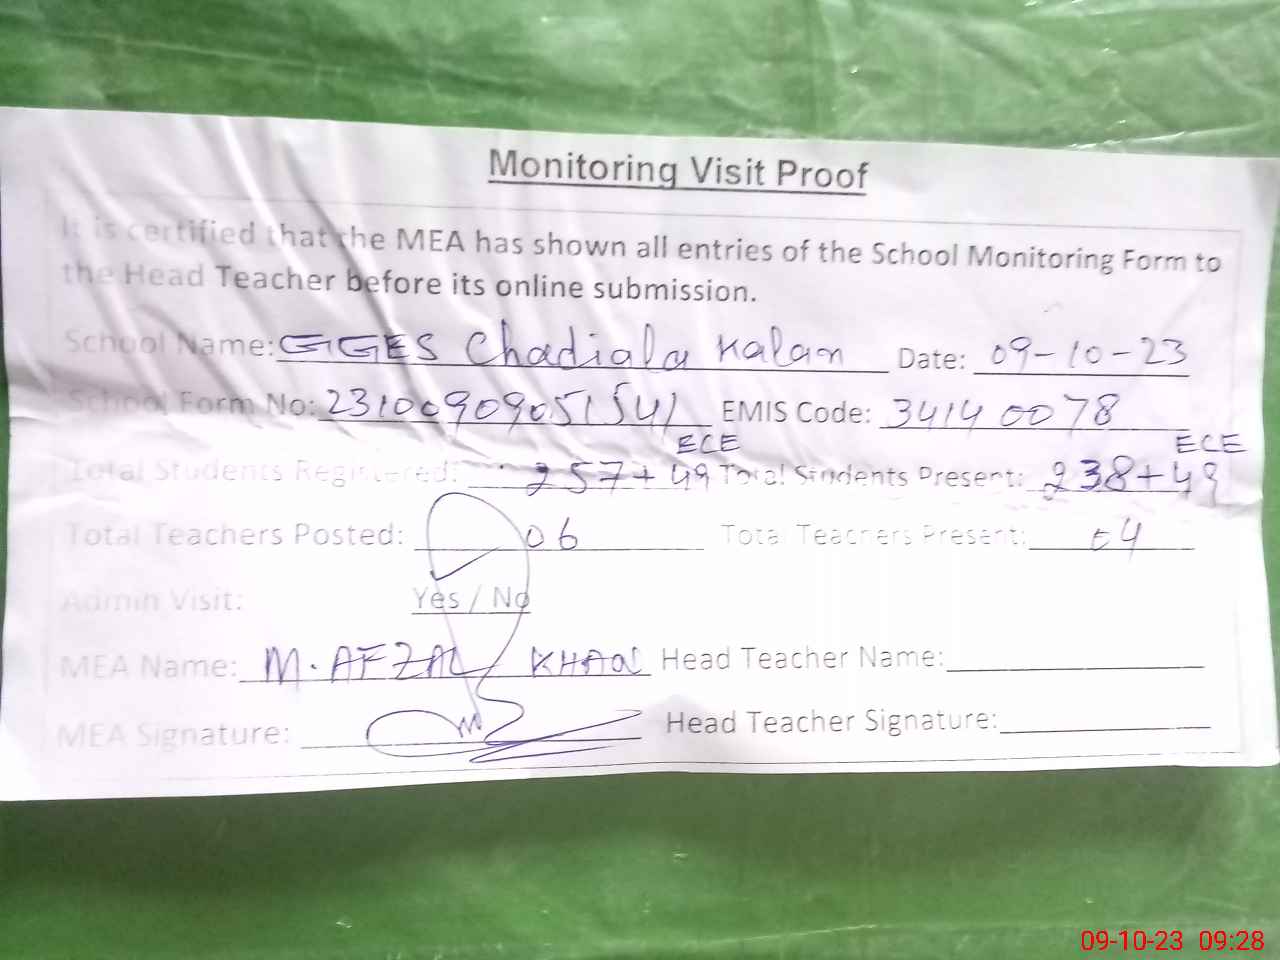 Monitoring Visit Proof
It is certified that the MEA has shown all entries of the School Monitoring Form to
the Head Teacher before its online submission.
School Name: GGES Chadiala Kalan Date: 09-10-23
School Form No: 23100909051541 EMIS Code: 34140078
ECE ECE
Total Students Registered: 257+49 Total Students Present: 238+49
Total Teachers Posted: 06 Total Teachers Present: 04
Admin Visit: Yes / No
MEA Name: M. AFZAL KHAN Head Teacher Name:
MEA Signature: Head Teacher Signature:
09-10-23 09:28